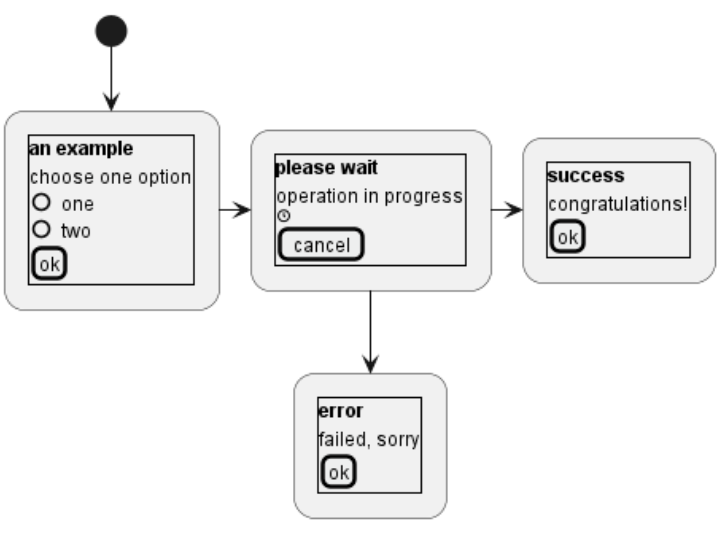 an example
choose one option
one
two
ok
please wait
operation in progress
cancel
success
congratulations!
ok
error
failed, sorry
ok